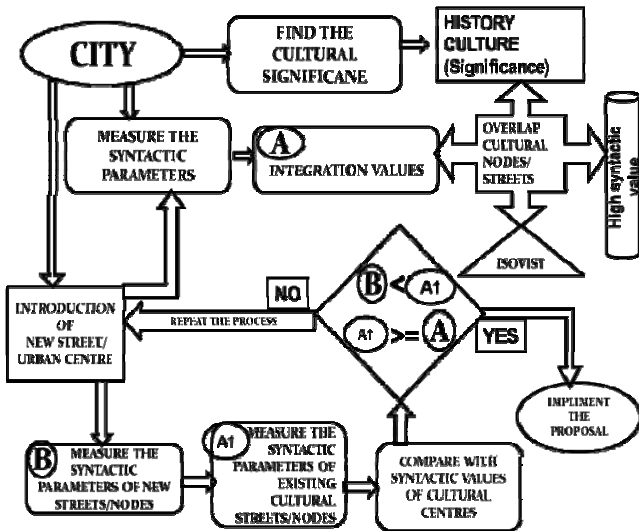 CITY
FIND THE
CULTURAL
SIGNIFICANE
HISTORY
CULTURE
(Significance)
MEASURE THE
SYNTACTIC
PARAMETERS
A
INTEGRATION VALUES
OVERLAP
CULTURAL
NODES/
STREETS
High syntactic
value
ISOVIST
INTRODUCTION
OF
NEW STREET/
URBAN CENTRE
NO
REPEAT THE PROCESS
B < A↑
A↑ >= A
YES
IMPLIMENT
THE
PROPOSAL
B
MEASURE THE
SYNTACTIC
PARAMETERS OF NEW
STREETS/NODES
A↑
MEASURE THE
SYNTACTIC
PARAMETERS OF
EXISTING
CULTURAL
STREETS/NODES
COMPARE WITH
SYNTACTIC VALUES
OF CULTURAL
CENTRES